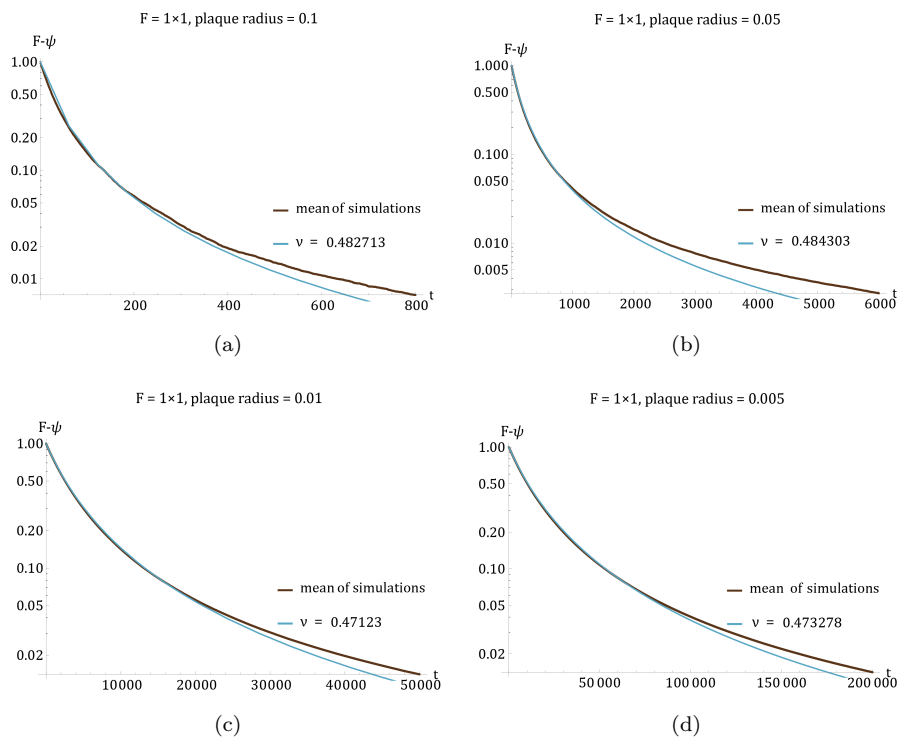 F = 1×1, plaque radius = 0.1
F-ψ
1.00
0.50
0.20
0.10
0.05
0.02
0.01
mean of simulations
ν = 0.482713
200
400
600
800
t
(a)
F = 1×1, plaque radius = 0.05
F-ψ
1.000
0.500
0.100
0.050
0.010
0.005
mean of simulations
ν = 0.484303
1000
2000
3000
4000
5000
6000
t
(b)
F = 1×1, plaque radius = 0.01
F-ψ
1.00
0.50
0.20
0.10
0.05
0.02
mean of simulations
ν = 0.47123
10000
20000
30000
40000
50000
t
(c)
F = 1×1, plaque radius = 0.005
F-ψ
1.00
0.50
0.20
0.10
0.05
0.02
mean of simulations
ν = 0.473278
50 000
100 000
150 000
200 000
t
(d)